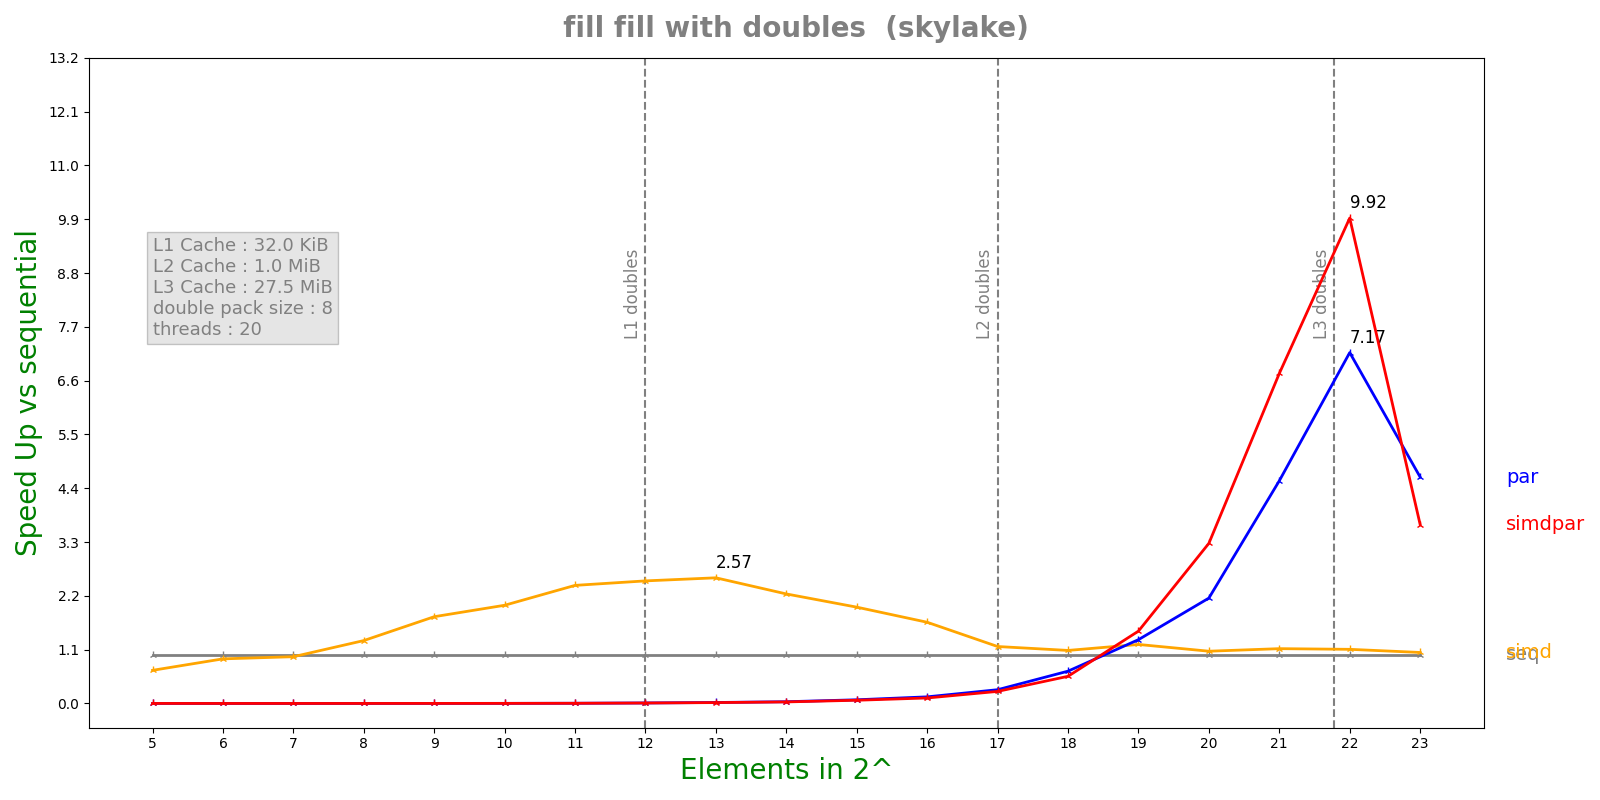 fill fill with doubles  (skylake)
Speed Up vs sequential
13.2
12.1
11.0
9.9
8.8
7.7
6.6
5.5
4.4
3.3
2.2
1.1
0.0
L1 Cache : 32.0 KiB
L2 Cache : 1.0 MiB
L3 Cache : 27.5 MiB
double pack size : 8
threads : 20
L1 doubles
L2 doubles
L3 doubles
2.57
9.92
7.17
par
simdpar
simd
seq
5 6 7 8 9 10 11 12 13 14 15 16 17 18 19 20 21 22 23
Elements in 2^